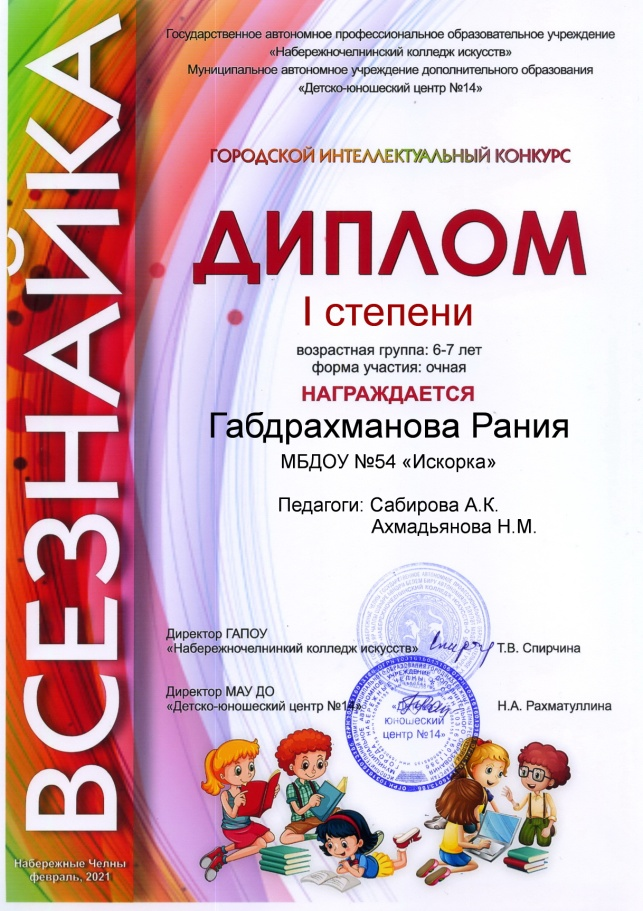 Государственное автономное профессиональное образовательное учреждение
«Набережночелнинский колледж искусств»
Муниципальное автономное учреждение дополнительного образования
«Детско-юношеский центр №14»
ВСЕЗНАЙКА
ГОРОДСКОЙ ИНТЕЛЛЕКТУАЛЬНЫЙ КОНКУРС
ДИПЛОМ
I степени
возрастная группа: 6-7 лет
форма участия: очная
НАГРАЖДАЕТСЯ
Габдрахманова Рания
МБДОУ №54 «Искорка»
Педагоги: Сабирова А.К.
Ахмадьянова Н.М.
Директор ГАПОУ
«Набережночелнинкий колледж искусств» Т.В. Спирчина
Директор МАУ ДО
«Детско-юношеский центр №14» Н.А. Рахматуллина
юношеский
центр №14»
Набережные Челны
февраль, 2021